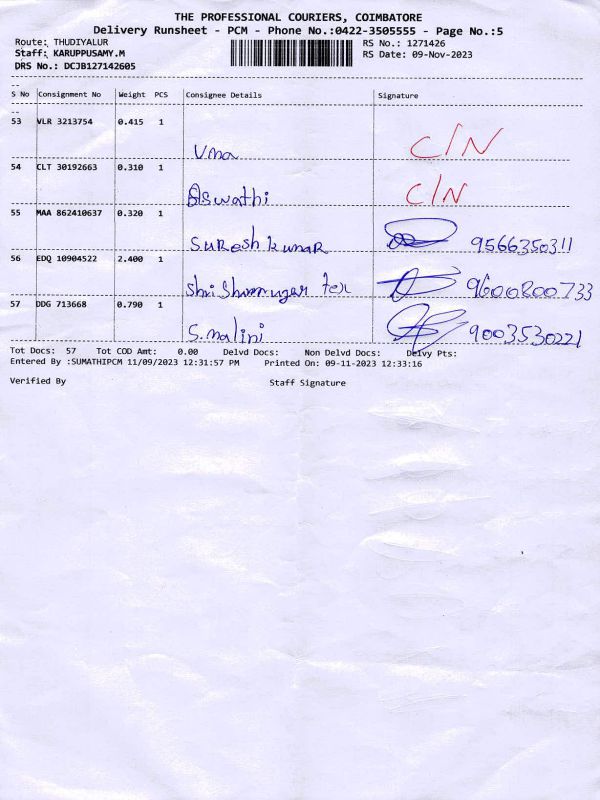 THE PROFESSIONAL COURIERS, COIMBATORE
Delivery Runsheet - PCM - Phone No.:0422-3505555 - Page No.:5
Route: THUDIYALUR RS No.: 1271426
Staff: KARUPPUSAMY.M RS Date: 09-Nov-2023
DRS No.: DCJB127142605
S No Consignment No Weight PCS Consignee Details Signature
53 VLR 3213754 0.415 1
Uma C/N
54 CLT 30192663 0.310 1
Aswathi C/N
55 MAA 862410637 0.320 1
Suresh kumar 9566350311
56 EDQ 10904522 2.400 1
Shri Shanmugar tex 9600800733
57 DDG 713668 0.790 1
S.malini 9003530221
Tot Docs: 57 Tot COD Amt: 0.00 Delvd Docs: Non Delvd Docs: Delvy Pts:
Entered By :SUMATHIPCM 11/09/2023 12:31:57 PM Printed On: 09-11-2023 12:33:16
Verified By Staff Signature